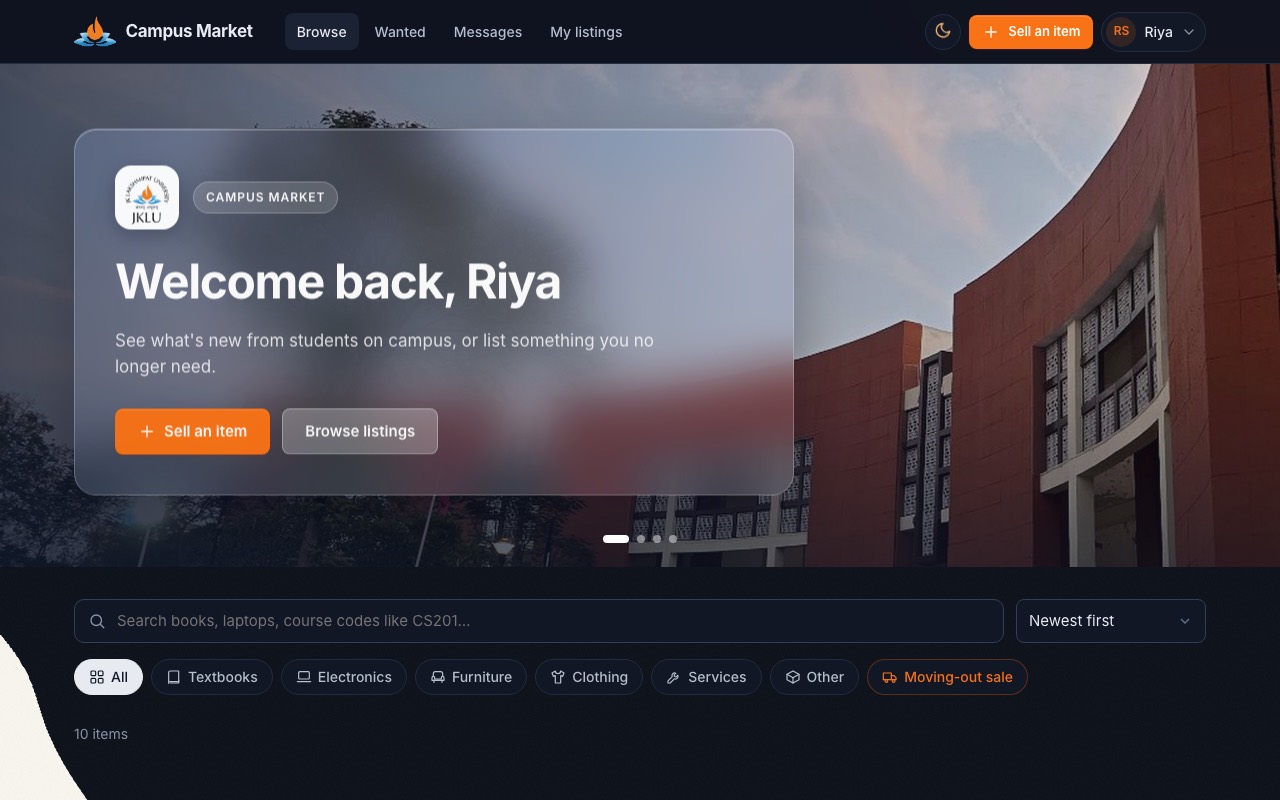 Campus Market
Browse
Wanted
Messages
My listings
Sell an item
RS
Riya
JKLU
CAMPUS MARKET
Welcome back, Riya
See what's new from students on campus, or list something you no
longer need.
Sell an item
Browse listings
Search books, laptops, course codes like CS201...
Newest first
All
Textbooks
Electronics
Furniture
Clothing
Services
Other
Moving-out sale
10 items